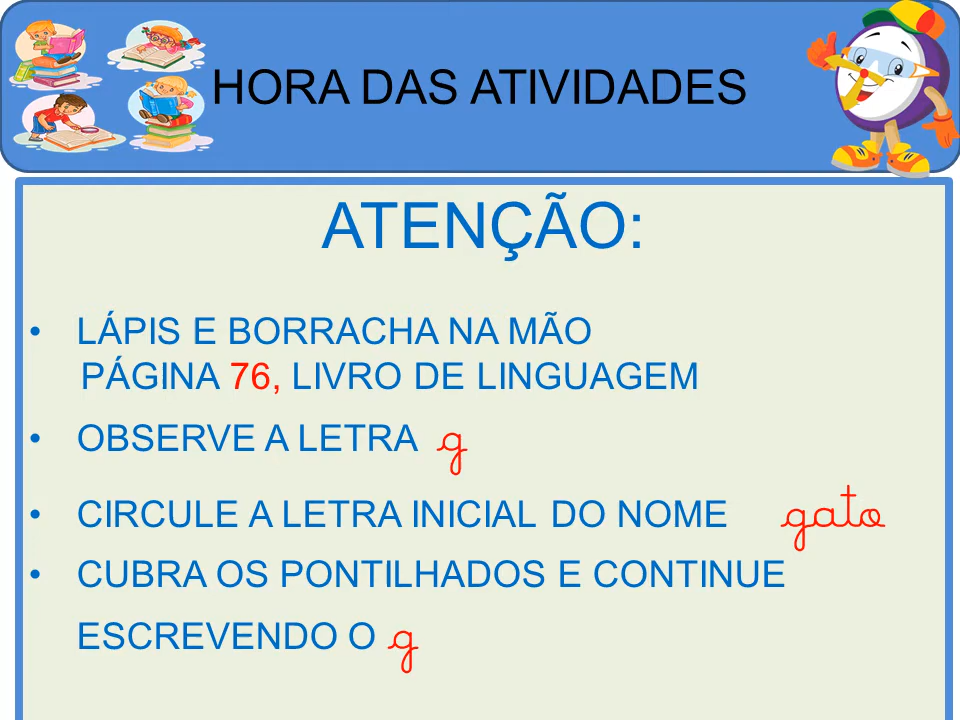 HORA DAS ATIVIDADES
ATENÇÃO:
• LÁPIS E BORRACHA NA MÃO
PÁGINA 76, LIVRO DE LINGUAGEM
• OBSERVE A LETRA g
• CIRCULE A LETRA INICIAL DO NOME gato
• CUBRA OS PONTILHADOS E CONTINUE
ESCREVENDO O g